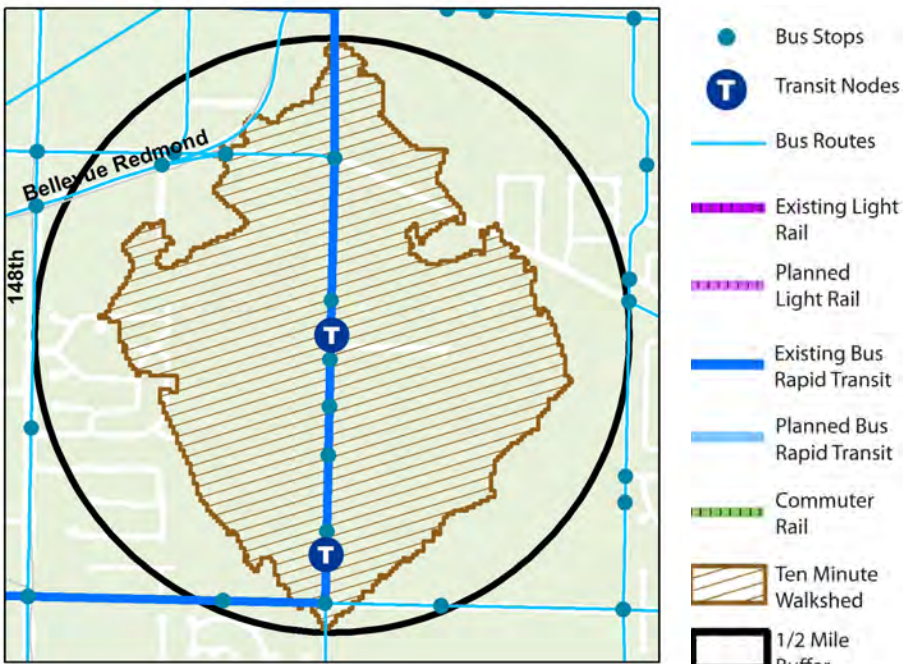 Bellevue Redmond
148th
T
T
Bus Stops
T
Transit Nodes
Bus Routes
Existing Light
Rail
Planned
Light Rail
Existing Bus
Rapid Transit
Planned Bus
Rapid Transit
Commuter
Rail
Ten Minute
Walkshed
1/2 Mile
Buffer